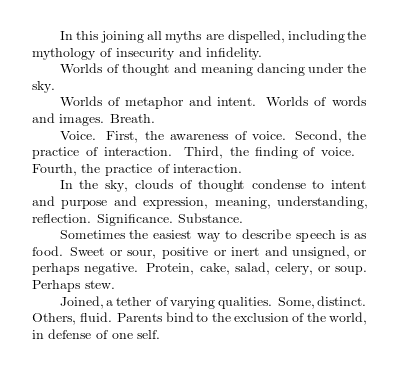 In this joining all myths are dispelled, including the
mythology of insecurity and infidelity.
Worlds of thought and meaning dancing under the
sky.
Worlds of metaphor and intent. Worlds of words
and images. Breath.
Voice. First, the awareness of voice. Second, the
practice of interaction. Third, the finding of voice.
Fourth, the practice of interaction.
In the sky, clouds of thought condense to intent
and purpose and expression, meaning, understanding,
reflection. Significance. Substance.
Sometimes the easiest way to describe speech is as
food. Sweet or sour, positive or inert and unsigned, or
perhaps negative. Protein, cake, salad, celery, or soup.
Perhaps stew.
Joined, a tether of varying qualities. Some, distinct.
Others, fluid. Parents bind to the exclusion of the world,
in defense of one self.